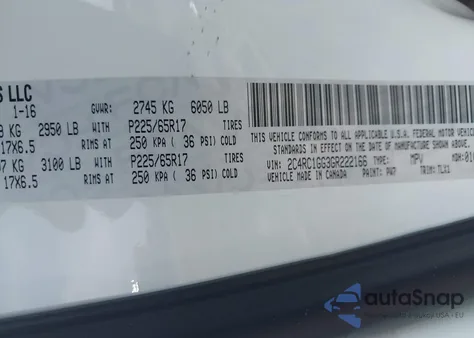 S LLC
1-16 GVWR: 2745 KG 6050 LB
KG 2950 LB WITH P225/65R17 TIRES
17X6.5 RIMS AT 250 KPA ( 36 PSI) COLD
KG 3100 LB WITH P225/65R17 TIRES
17X6.5 RIMS AT 250 KPA ( 36 PSI) COLD
THIS VEHICLE CONFORMS TO ALL APPLICABLE U.S.A. FEDERAL MOTOR
STANDARDS IN EFFECT ON THE DATE OF MANUFACTURE SHOWN ABOVE.
VIN: 2C4RC1GG3GR222166 TYPE: MPV
VEHICLE MADE IN CANADA PAINT: PW7 TRIM: TLX1
autoSnap
USA - EU